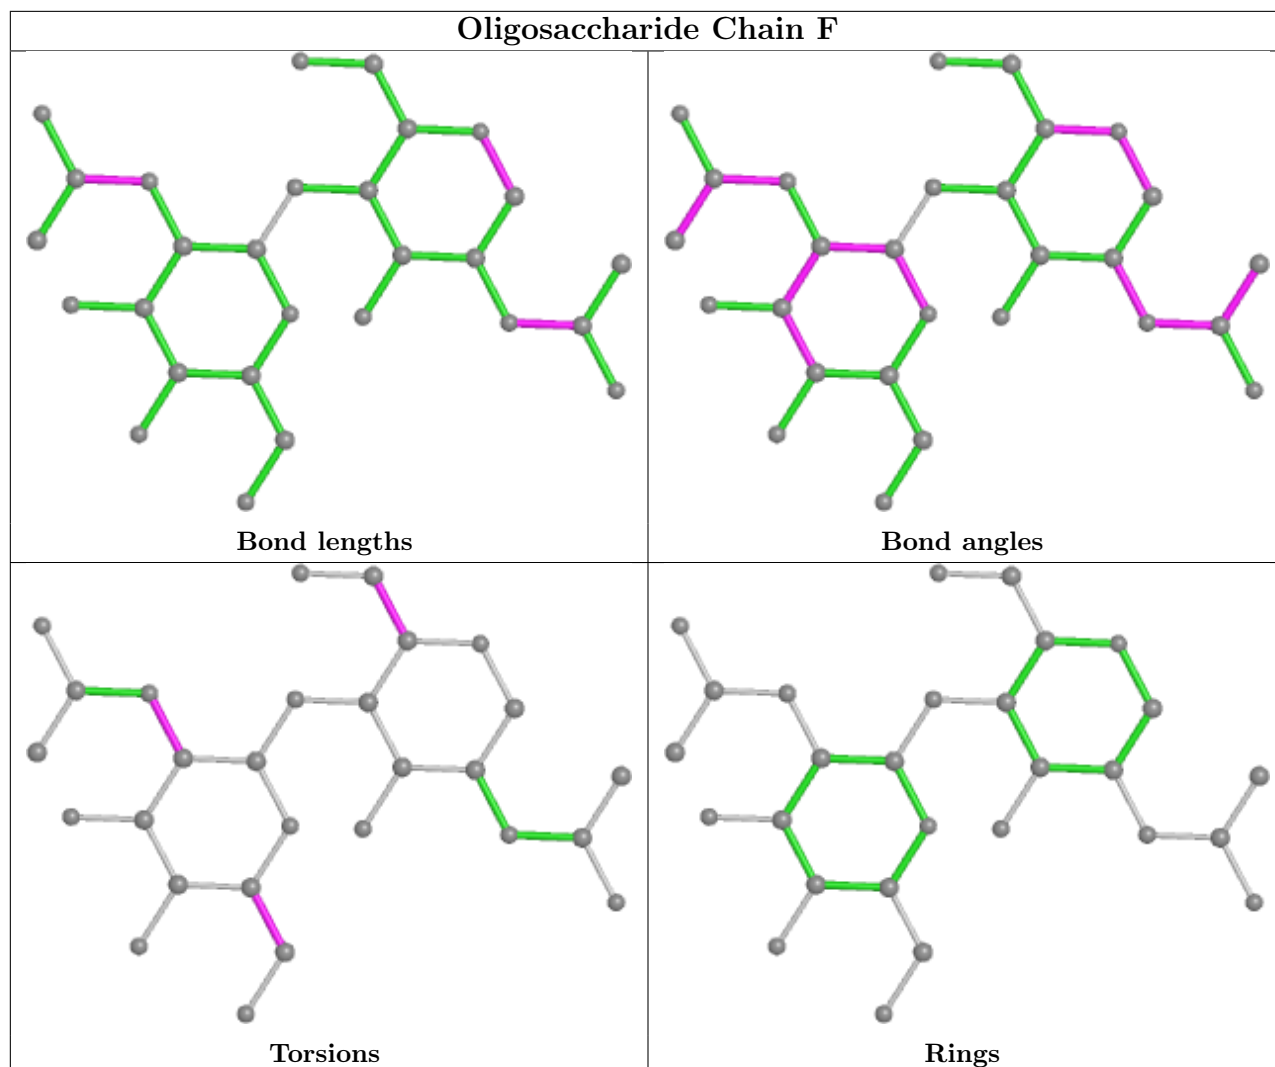 Oligosaccharide Chain F
Bond lengths
Bond angles
Torsions
Rings